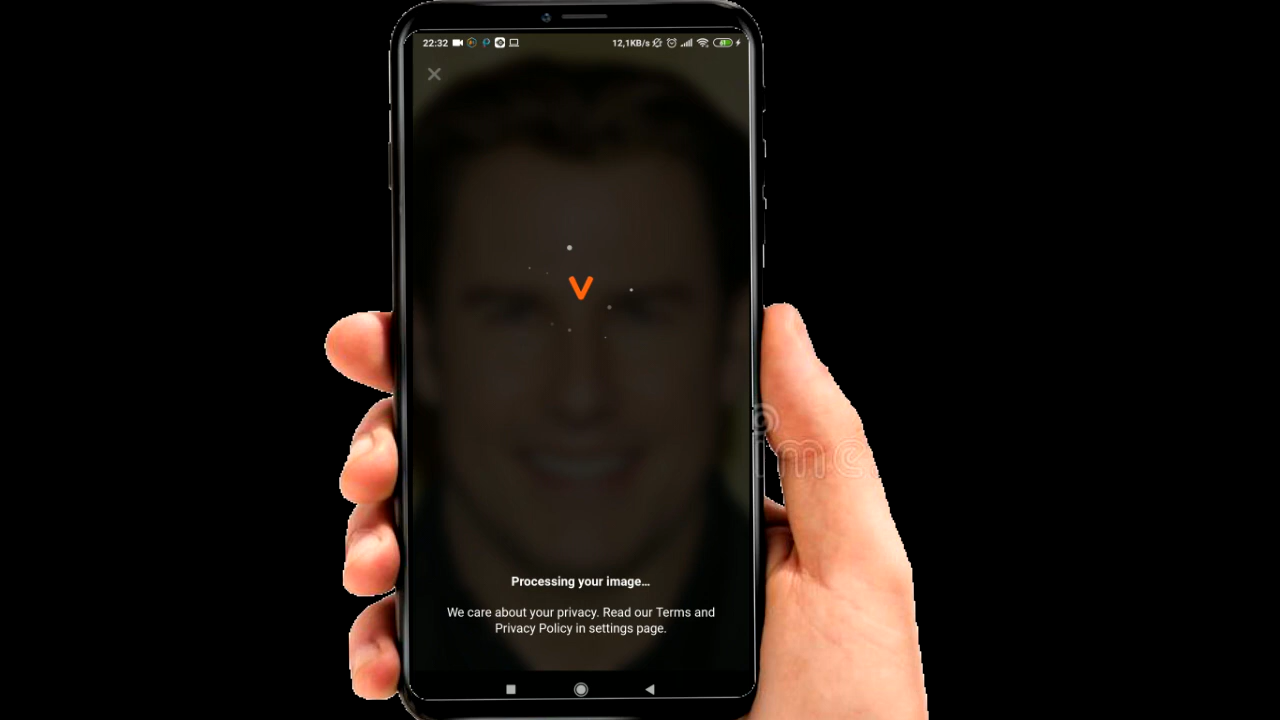 22:32 12,1KB/s
V
Processing your image...
We care about your privacy. Read our Terms and
Privacy Policy in settings page.
ime